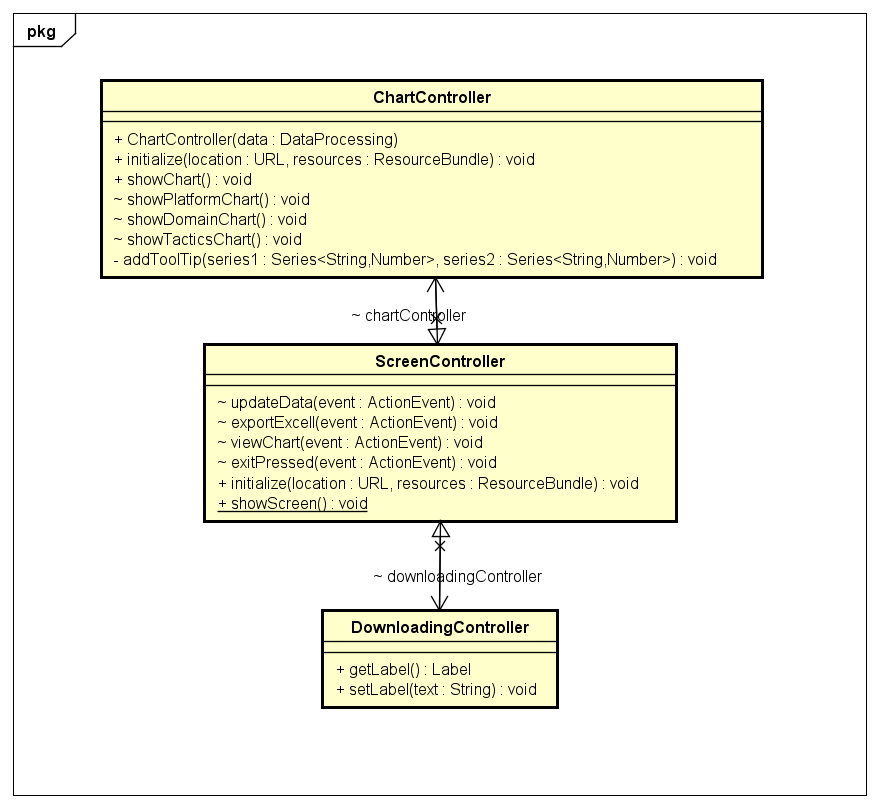 pkg
ChartController
+ ChartController(data : DataProcessing)
+ initialize(location : URL, resources : ResourceBundle) : void
+ showChart() : void
~ showPlatformChart() : void
~ showDomainChart() : void
~ showTacticsChart() : void
- addToolTip(series1 : Series<String,Number>, series2 : Series<String,Number>) : void
~ chartController
ScreenController
~ updateData(event : ActionEvent) : void
~ exportExcell(event : ActionEvent) : void
~ viewChart(event : ActionEvent) : void
~ exitPressed(event : ActionEvent) : void
+ initialize(location : URL, resources : ResourceBundle) : void
+ showScreen() : void
~ downloadingController
DownloadingController
+ getLabel() : Label
+ setLabel(text : String) : void